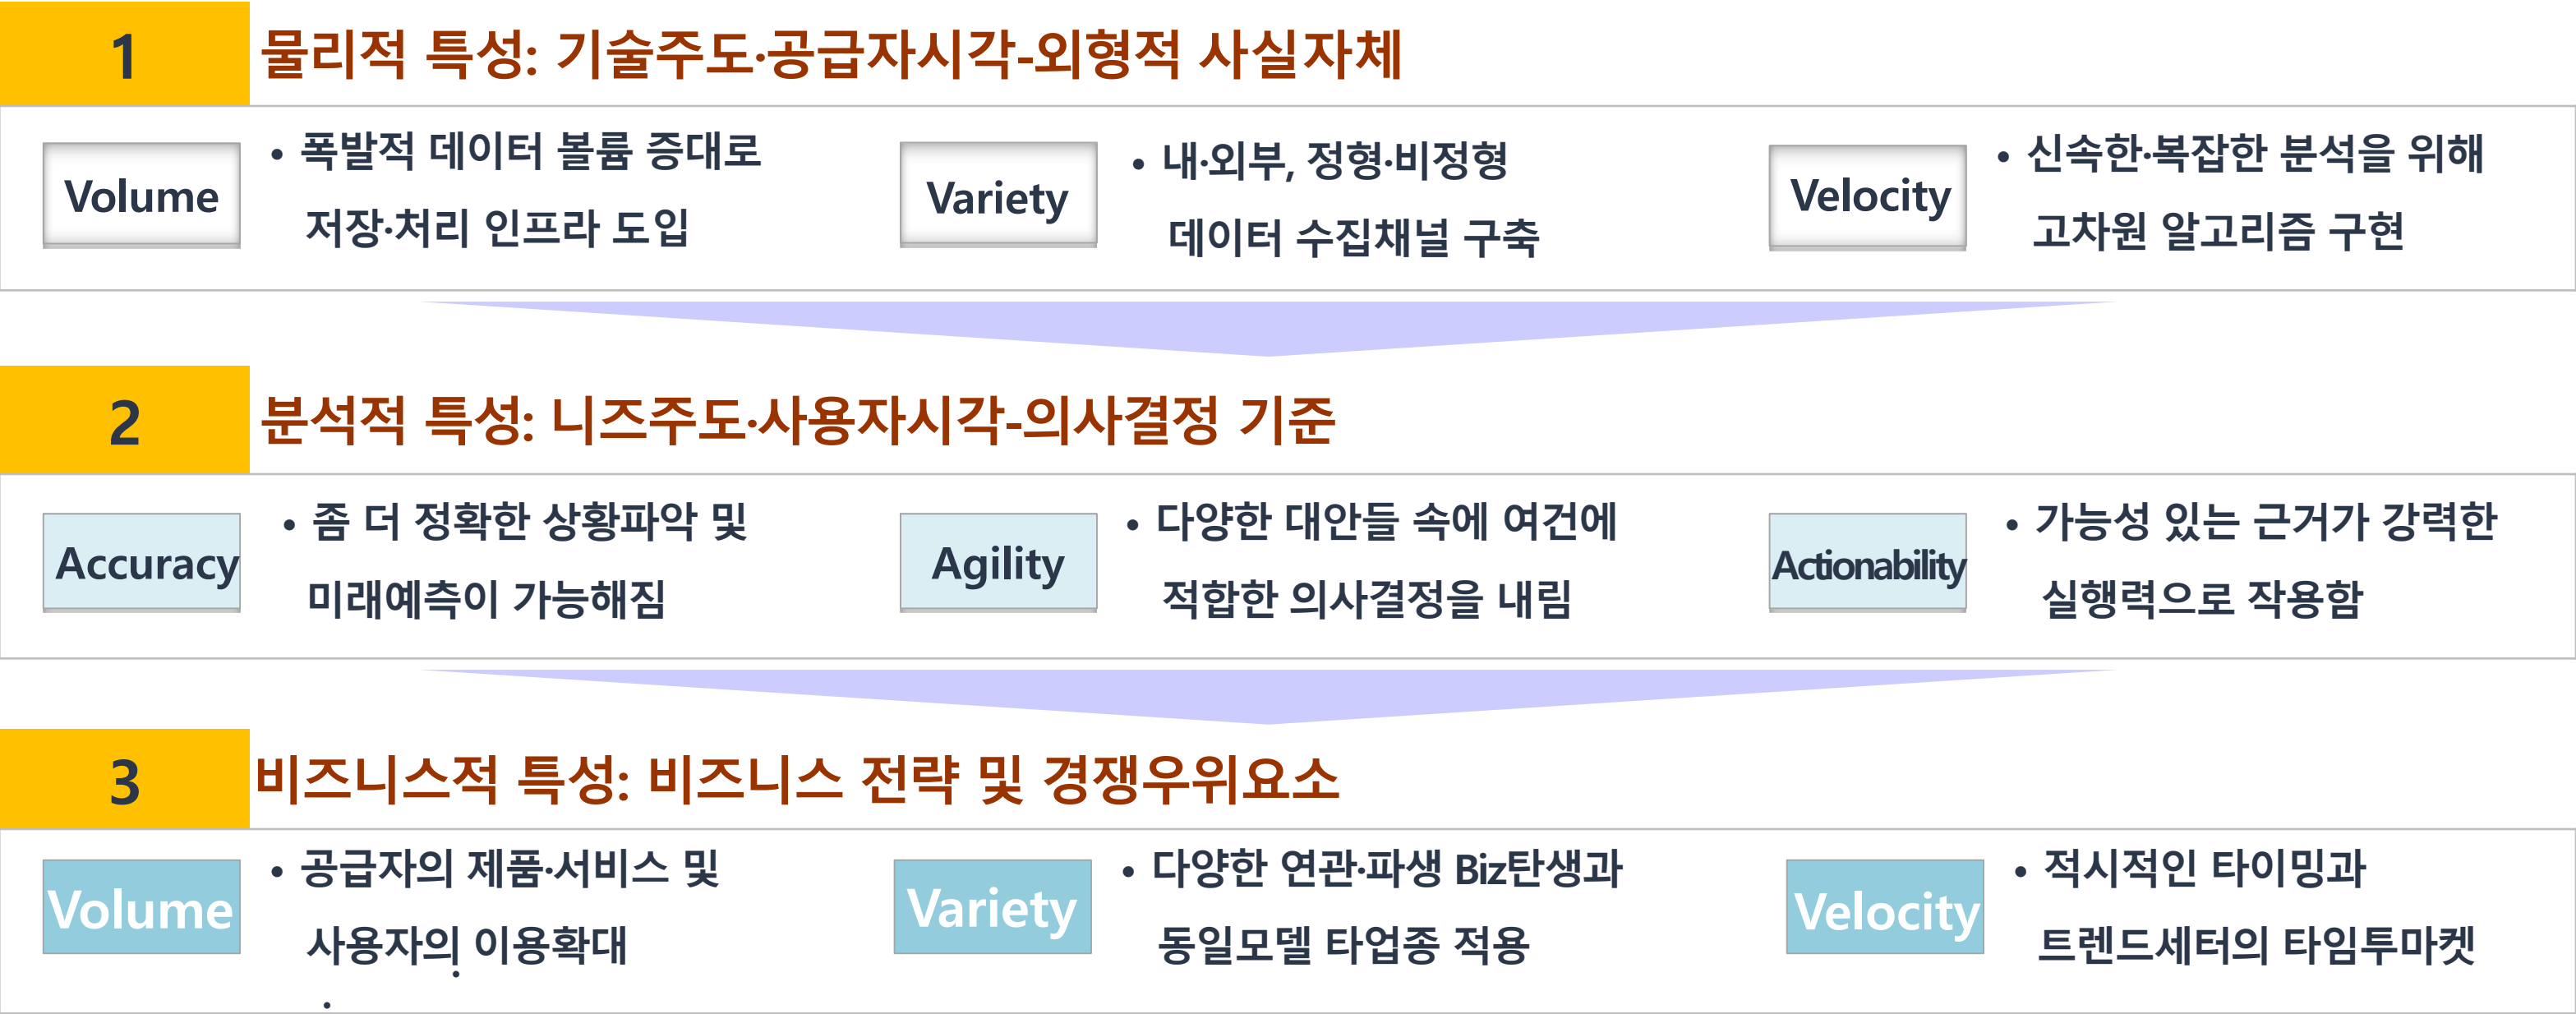 1
물리적 특성: 기술주도·공급자시각-외형적 사실자체
Volume
• 폭발적 데이터 볼륨 증대로
저장·처리 인프라 도입
Variety
• 내·외부, 정형·비정형
데이터 수집채널 구축
Velocity
• 신속한·복잡한 분석을 위해
고차원 알고리즘 구현
2
분석적 특성: 니즈주도·사용자시각-의사결정 기준
Accuracy
• 좀 더 정확한 상황파악 및
미래예측이 가능해짐
Agility
• 다양한 대안들 속에 여건에
적합한 의사결정을 내림
Actionability
• 가능성 있는 근거가 강력한
실행력으로 작용함
3
비즈니스적 특성: 비즈니스 전략 및 경쟁우위요소
Volume
• 공급자의 제품·서비스 및
사용자의 이용확대
Variety
• 다양한 연관·파생 Biz탄생과
동일모델 타업종 적용
Velocity
• 적시적인 타이밍과
트렌드세터의 타임투마켓